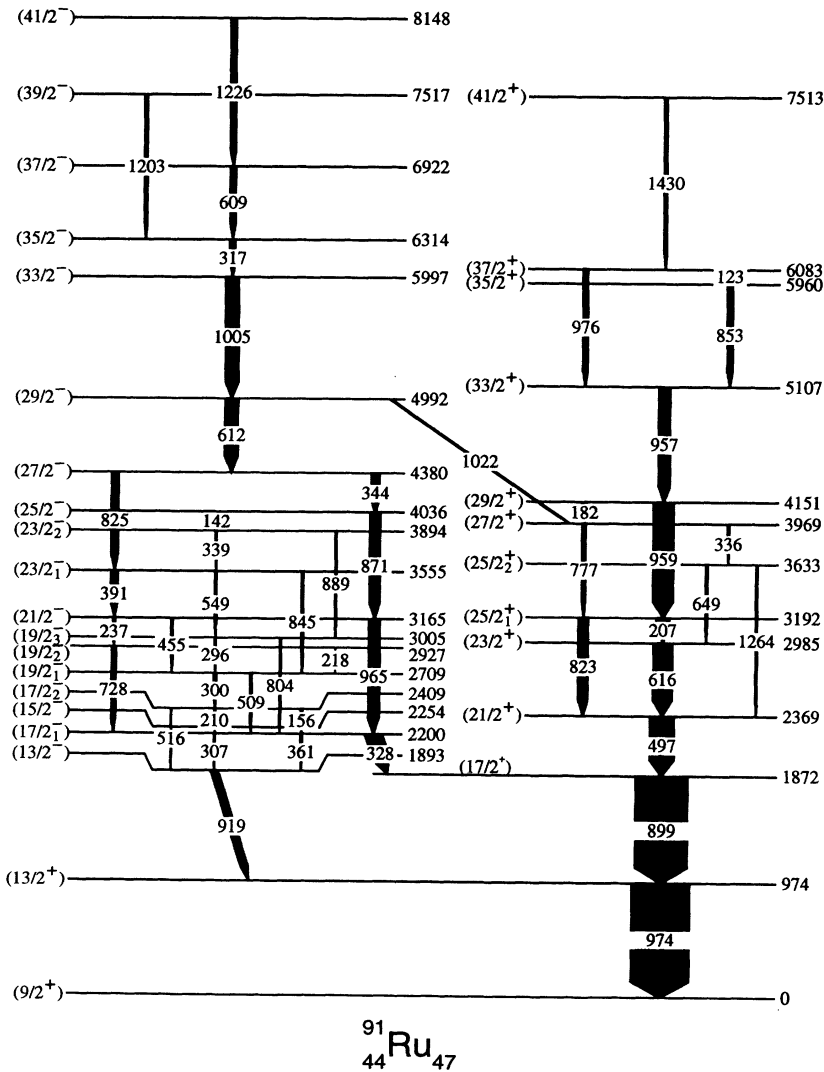 (41/2⁻) 8148
(39/2⁻) 1226 7517 (41/2⁺) 7513
(37/2⁻) 1203 6922
1430
609
(35/2⁻) 6314
317
(33/2⁻) 5997 (37/2⁺) 6083
(35/2⁺) 123 5960
1005 976 853
(29/2⁻) 4992 (33/2⁺) 5107
612 957
1022
(27/2⁻) 4380
344 (29/2⁺) 4151
(25/2⁻) 4036
825 142 182
(23/2₂⁻) 3894 (27/2⁺) 3969
339 336
889 871 777 959
(23/2₁⁻) 3555 (25/2₂⁺) 3633
391 549 845 649
(21/2⁻) 3165 (25/2₁⁺) 3192
237 207 1264
(19/2₃⁻) 455 3005 (23/2⁺) 2985
(19/2₂⁻) 296 218 2927
(19/2₁⁻) 2709
728 300 509 804 965 823 616
(17/2₂⁻) 2409
(15/2⁻) 210 156 2254 (21/2⁺) 2369
(17/2₁⁻) 2200
516 307 361 328 497
(13/2⁻) 1893
(17/2⁺) 1872
919 899
(13/2⁺) 974
974
(9/2⁺) 0
⁹¹₄₄Ru₄₇